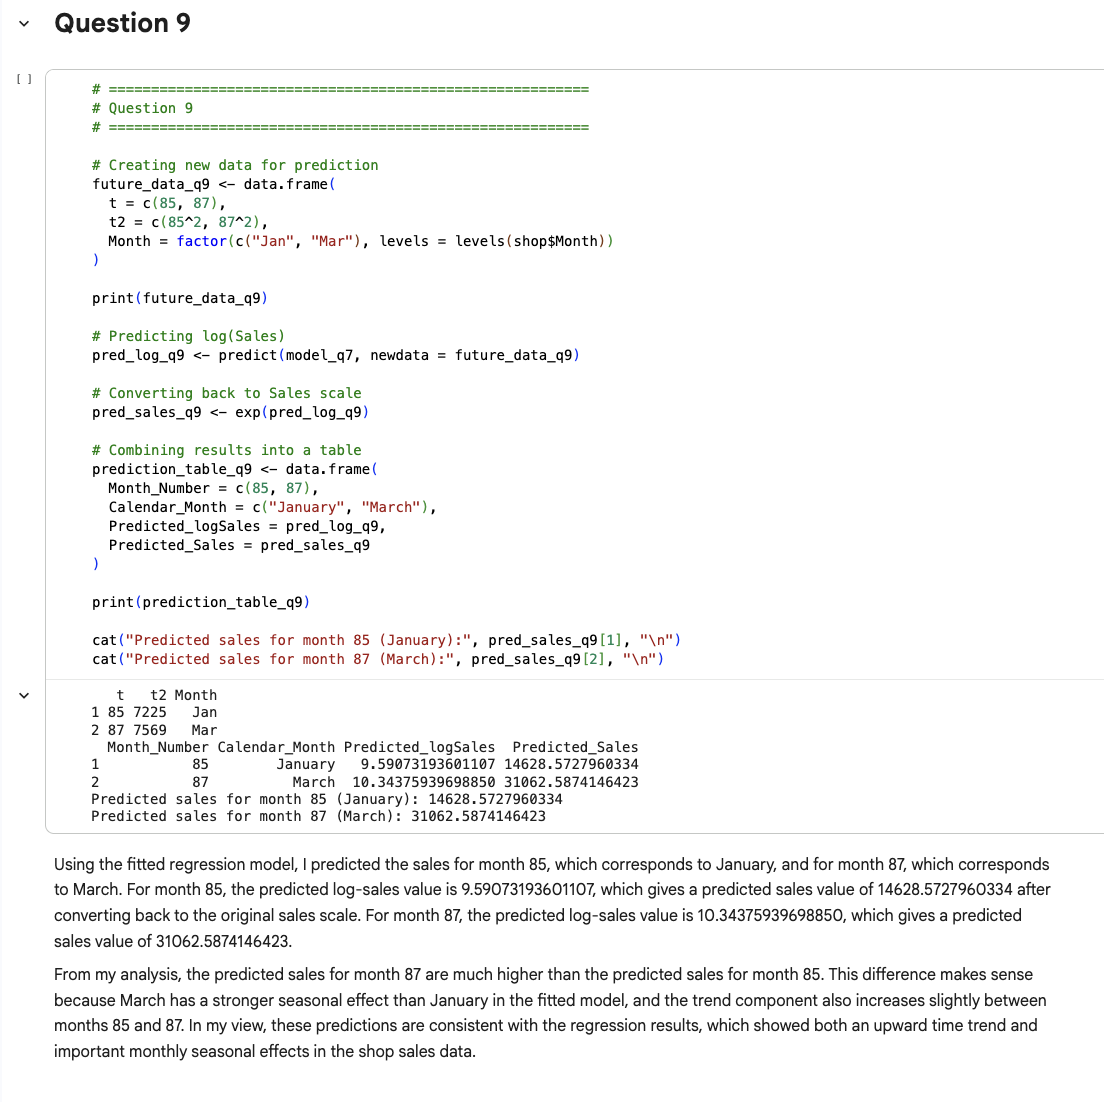 Question 9
[ ]
# =========================================================
# Question 9
# =========================================================
# Creating new data for prediction
future_data_q9 <- data.frame(
  t = c(85, 87),
  t2 = c(85^2, 87^2),
  Month = factor(c("Jan", "Mar"), levels = levels(shop$Month))
)
print(future_data_q9)
# Predicting log(Sales)
pred_log_q9 <- predict(model_q7, newdata = future_data_q9)
# Converting back to Sales scale
pred_sales_q9 <- exp(pred_log_q9)
# Combining results into a table
prediction_table_q9 <- data.frame(
  Month_Number = c(85, 87),
  Calendar_Month = c("January", "March"),
  Predicted_logSales = pred_log_q9,
  Predicted_Sales = pred_sales_q9
)
print(prediction_table_q9)
cat("Predicted sales for month 85 (January):", pred_sales_q9[1], "\n")
cat("Predicted sales for month 87 (March):", pred_sales_q9[2], "\n")
   t   t2 Month
1 85 7225   Jan
2 87 7569   Mar
  Month_Number Calendar_Month Predicted_logSales  Predicted_Sales
1           85        January   9.59073193601107 14628.5727960334
2           87          March  10.34375939698850 31062.5874146423
Predicted sales for month 85 (January): 14628.5727960334
Predicted sales for month 87 (March): 31062.5874146423
Using the fitted regression model, I predicted the sales for month 85, which corresponds to January, and for month 87, which corresponds
to March. For month 85, the predicted log-sales value is 9.59073193601107, which gives a predicted sales value of 14628.5727960334 after
converting back to the original sales scale. For month 87, the predicted log-sales value is 10.34375939698850, which gives a predicted
sales value of 31062.5874146423.
From my analysis, the predicted sales for month 87 are much higher than the predicted sales for month 85. This difference makes sense
because March has a stronger seasonal effect than January in the fitted model, and the trend component also increases slightly between
months 85 and 87. In my view, these predictions are consistent with the regression results, which showed both an upward time trend and
important monthly seasonal effects in the shop sales data.